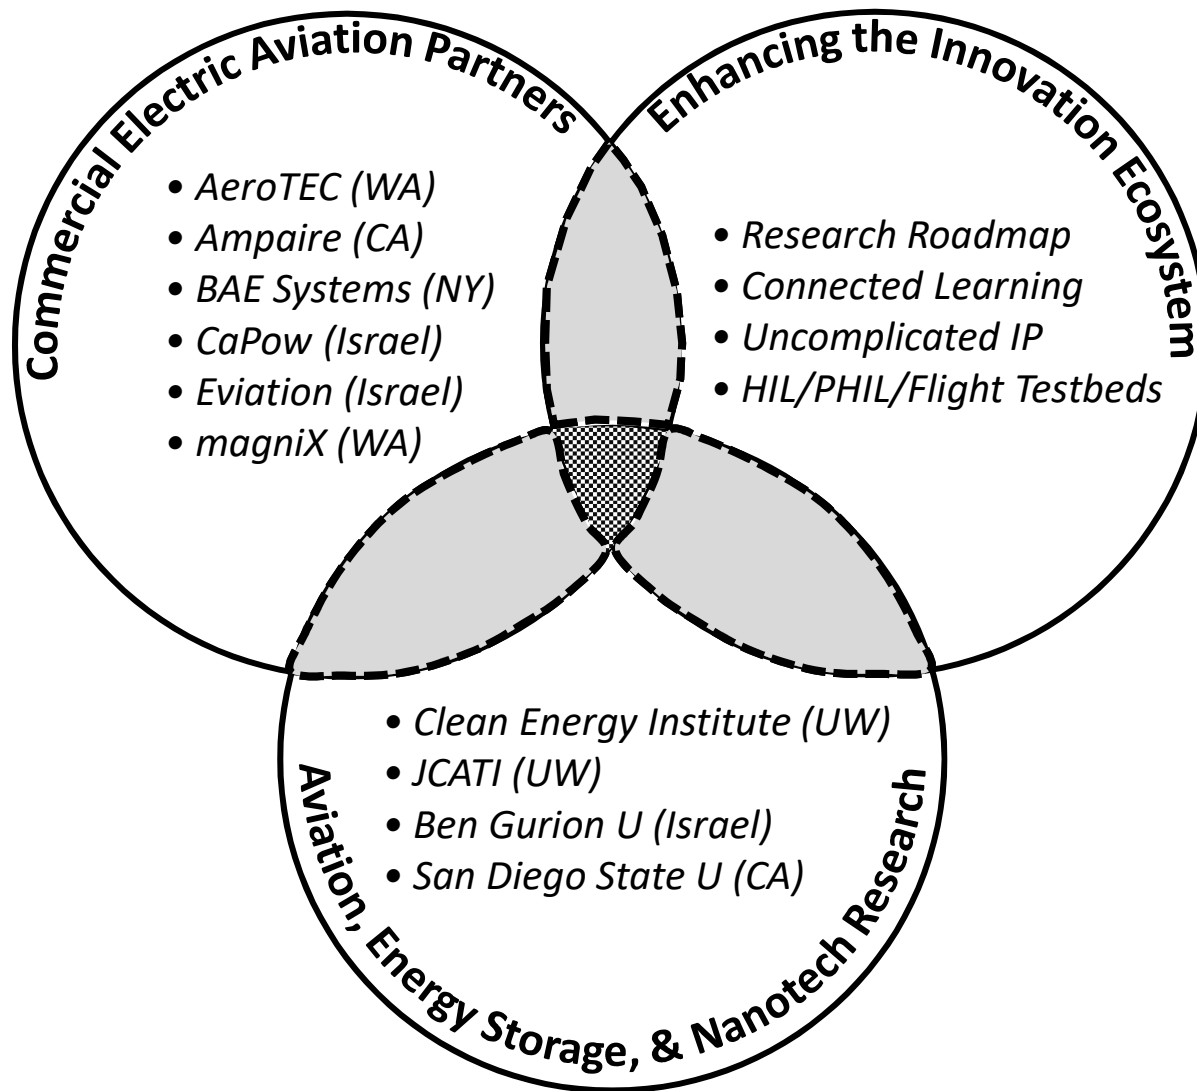 Commercial Electric Aviation Partners
• AeroTEC (WA)
• Ampaire (CA)
• BAE Systems (NY)
• CaPow (Israel)
• Eviation (Israel)
• magniX (WA)
Enhancing the Innovation Ecosystem
• Research Roadmap
• Connected Learning
• Uncomplicated IP
• HIL/PHIL/Flight Testbeds
• Clean Energy Institute (UW)
• JCATI (UW)
• Ben Gurion U (Israel)
• San Diego State U (CA)
Aviation, Energy Storage, & Nanotech Research